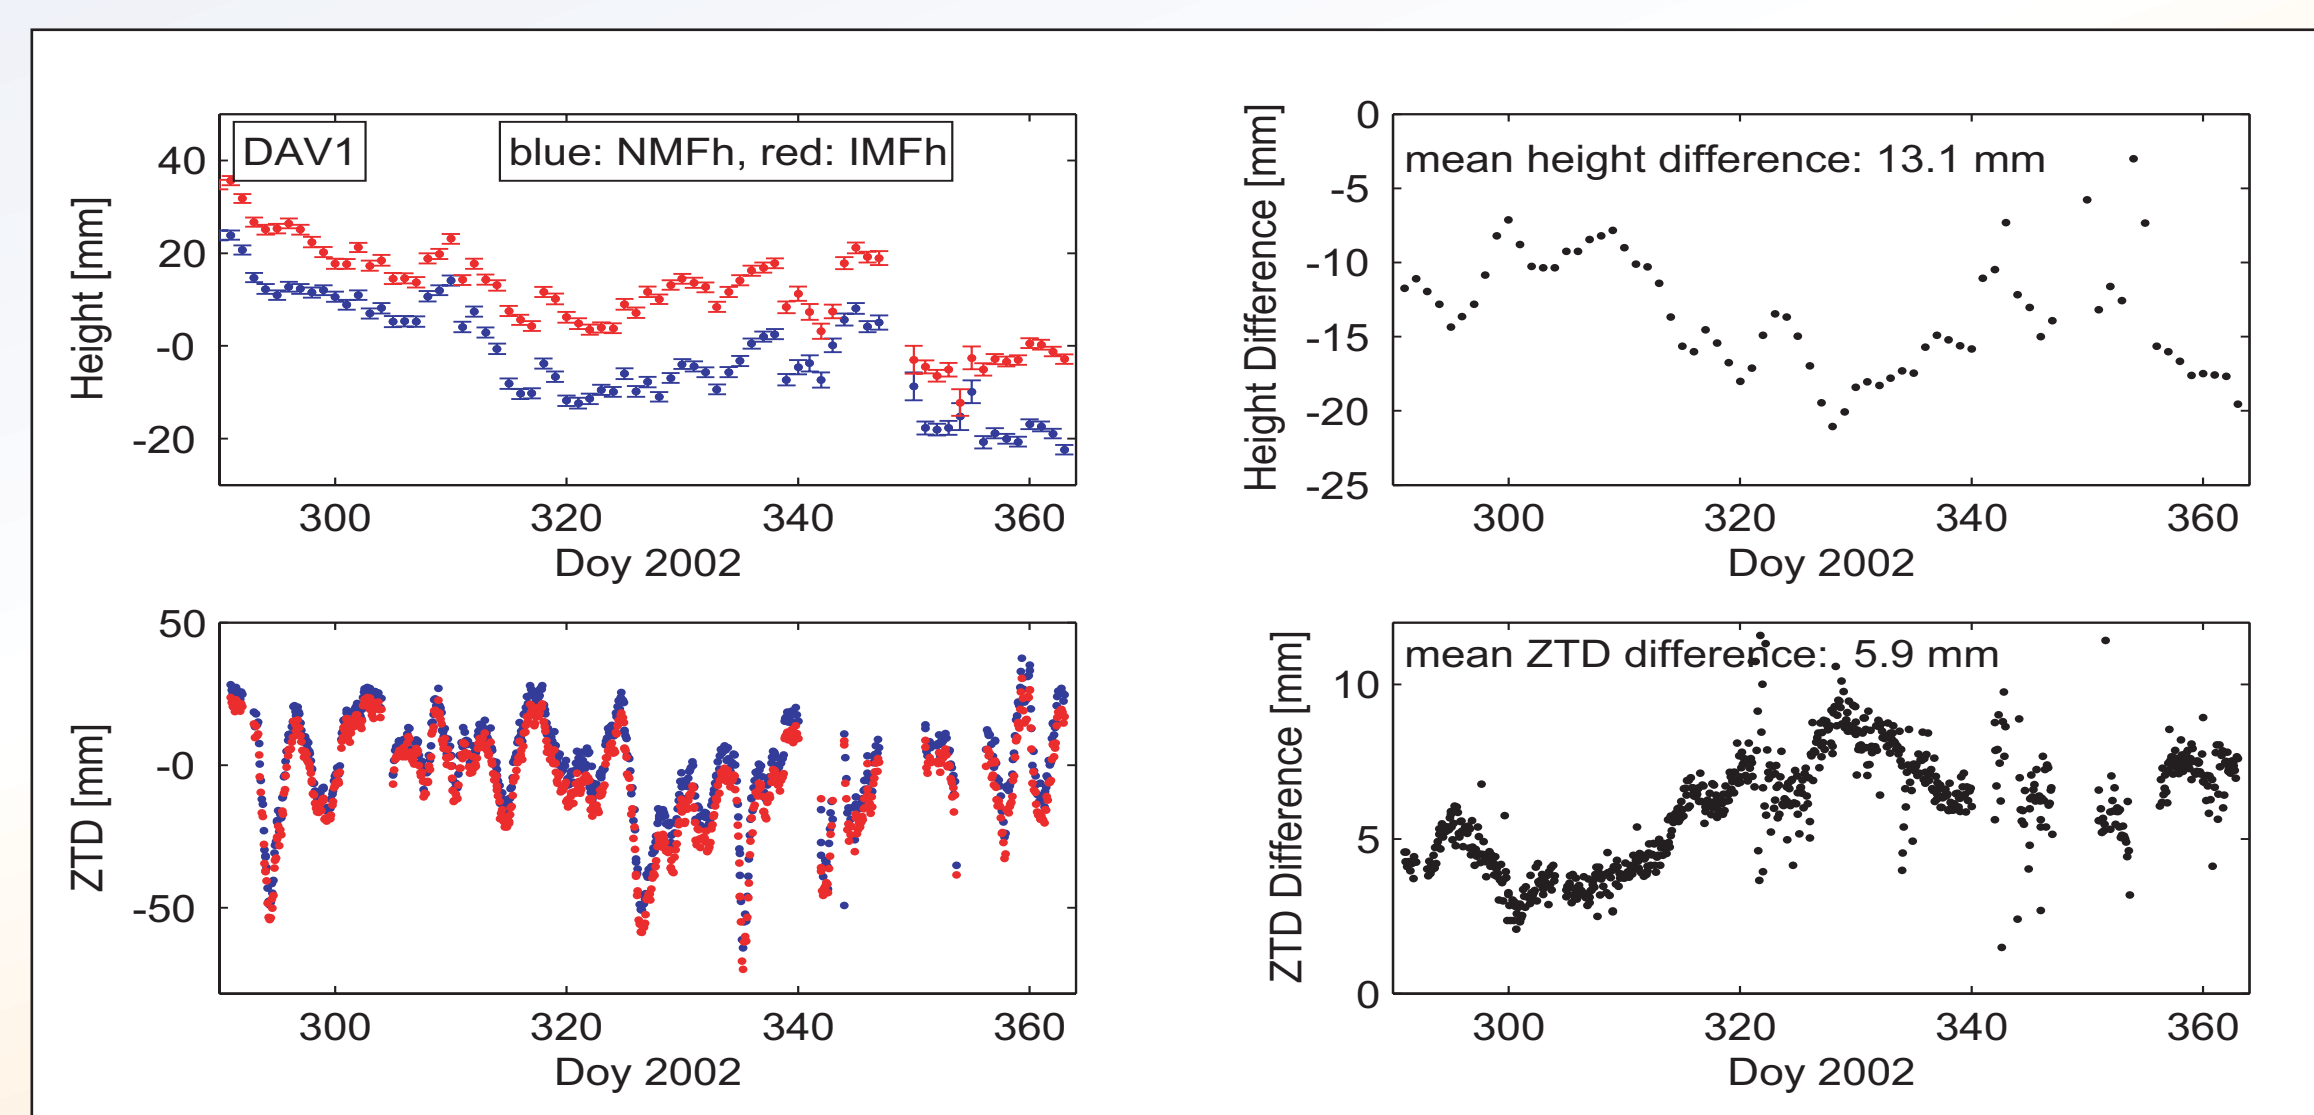 DAV1
blue: NMFh, red: IMFh
40
20
-0
-20
Height [mm]
300 320 340 360
Doy 2002
mean height difference: 13.1 mm
0
-5
-10
-15
-20
-25
Height Difference [mm]
300 320 340 360
Doy 2002
50
-0
-50
ZTD [mm]
300 320 340 360
Doy 2002
mean ZTD difference: 5.9 mm
10
5
0
ZTD Difference [mm]
300 320 340 360
Doy 2002